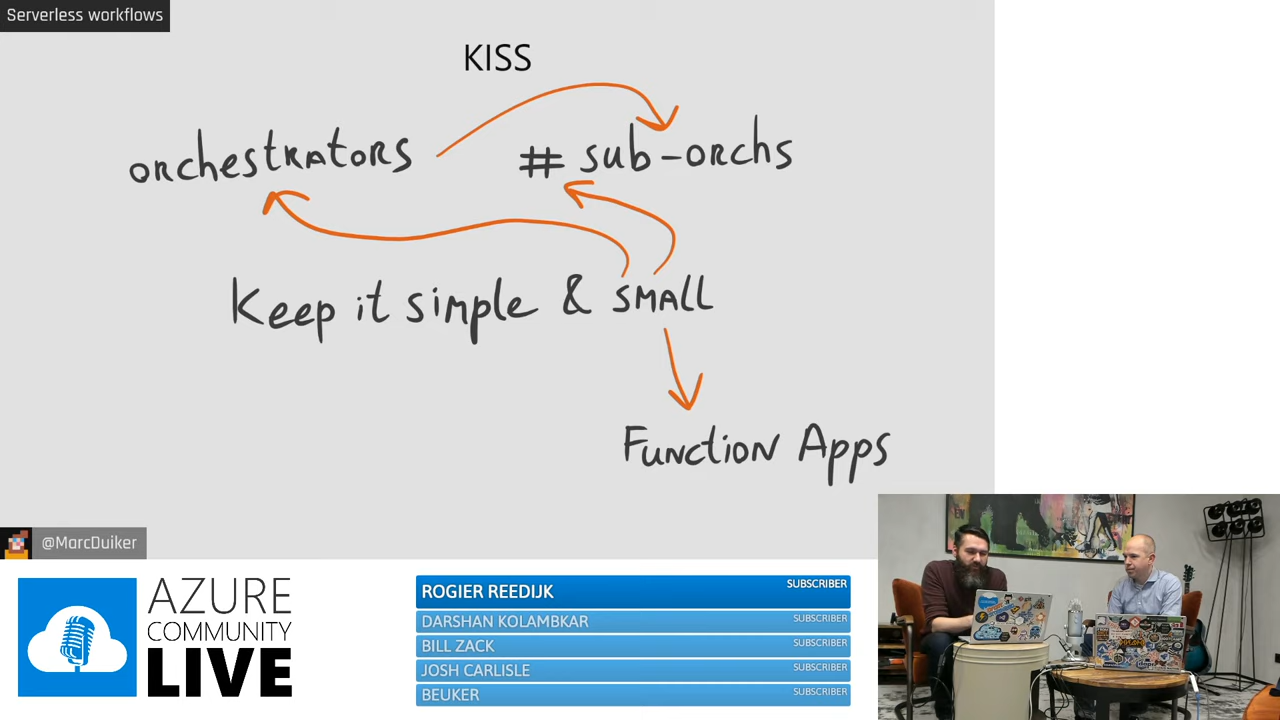 Serverless workflows
KISS
orchestrators
# sub-orchs
Keep it simple & small
Function Apps
@MarcDuiker
AZURE
COMMUNITY
LIVE
ROGIER REEDIJK SUBSCRIBER
DARSHAN KOLAMBKAR SUBSCRIBER
BILL ZACK SUBSCRIBER
JOSH CARLISLE SUBSCRIBER
BEUKER SUBSCRIBER